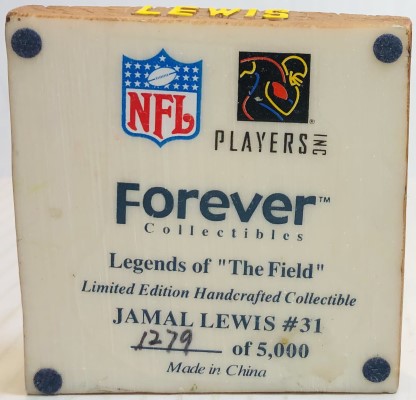 LEWIS
NFL
PLAYERS INC
Forever™
Collectibles
Legends of "The Field"
Limited Edition Handcrafted Collectible
JAMAL LEWIS #31
1279 of 5,000
Made in China